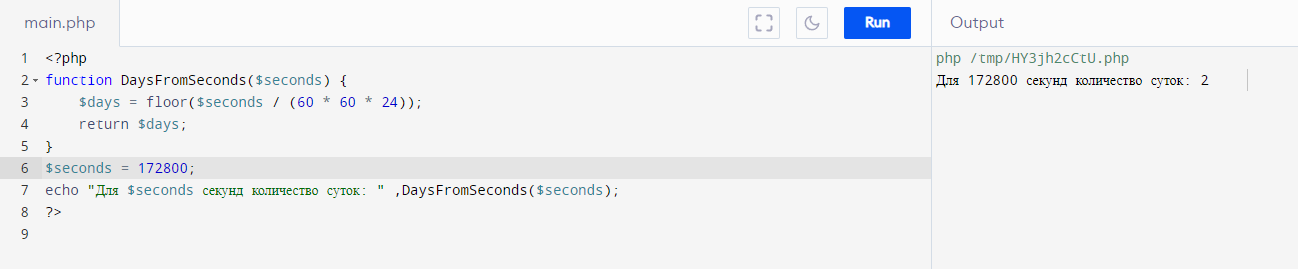 main.php
Run
Output
1 <?php
2 function DaysFromSeconds($seconds) {
3     $days = floor($seconds / (60 * 60 * 24));
4     return $days;
5 }
6 $seconds = 172800;
7 echo "Для $seconds секунд количество суток: " ,DaysFromSeconds($seconds);
8 ?>
9
php /tmp/HY3jh2cCtU.php
Для 172800 секунд количество суток: 2